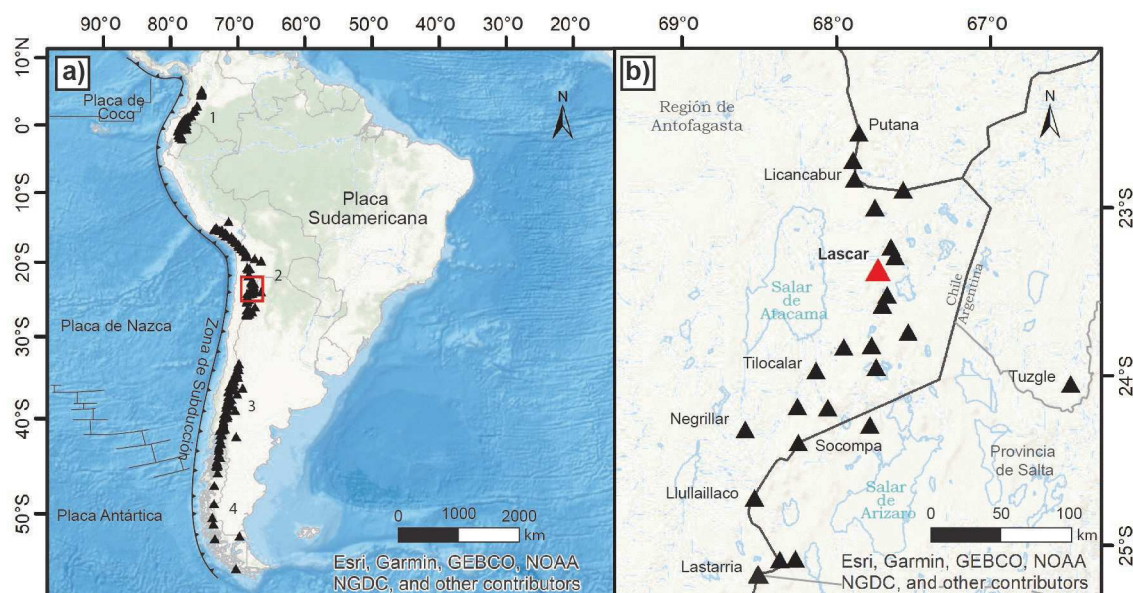 90°O 80°O 70°O 60°O 50°O 40°O 30°O 20°O
10°N
0°
10°S
20°S
30°S
40°S
50°S
a)
Placa de
Coco
1
N
Placa
Sudamericana
2
Placa de Nazca
Zona de Subducción
3
4
Placa Antártica
0 1000 2000
km
Esri, Garmin, GEBCO, NOAA
NGDC, and other contributors
69°O 68°O 67°O
b)
Región de
Antofagasta
Putana
N
Licancabur
23°S
Lascar
Salar
de
Atacama
Chile
Argentina
Tilocalar
24°S
Tuzgle
Negrillar
Socompa
Provincia
de Salta
Llullaillaco
Salar
de
Arizaro
0 50 100
km
25°S
Lastarria
Esri, Garmin, GEBCO, NOAA
NGDC, and other contributors